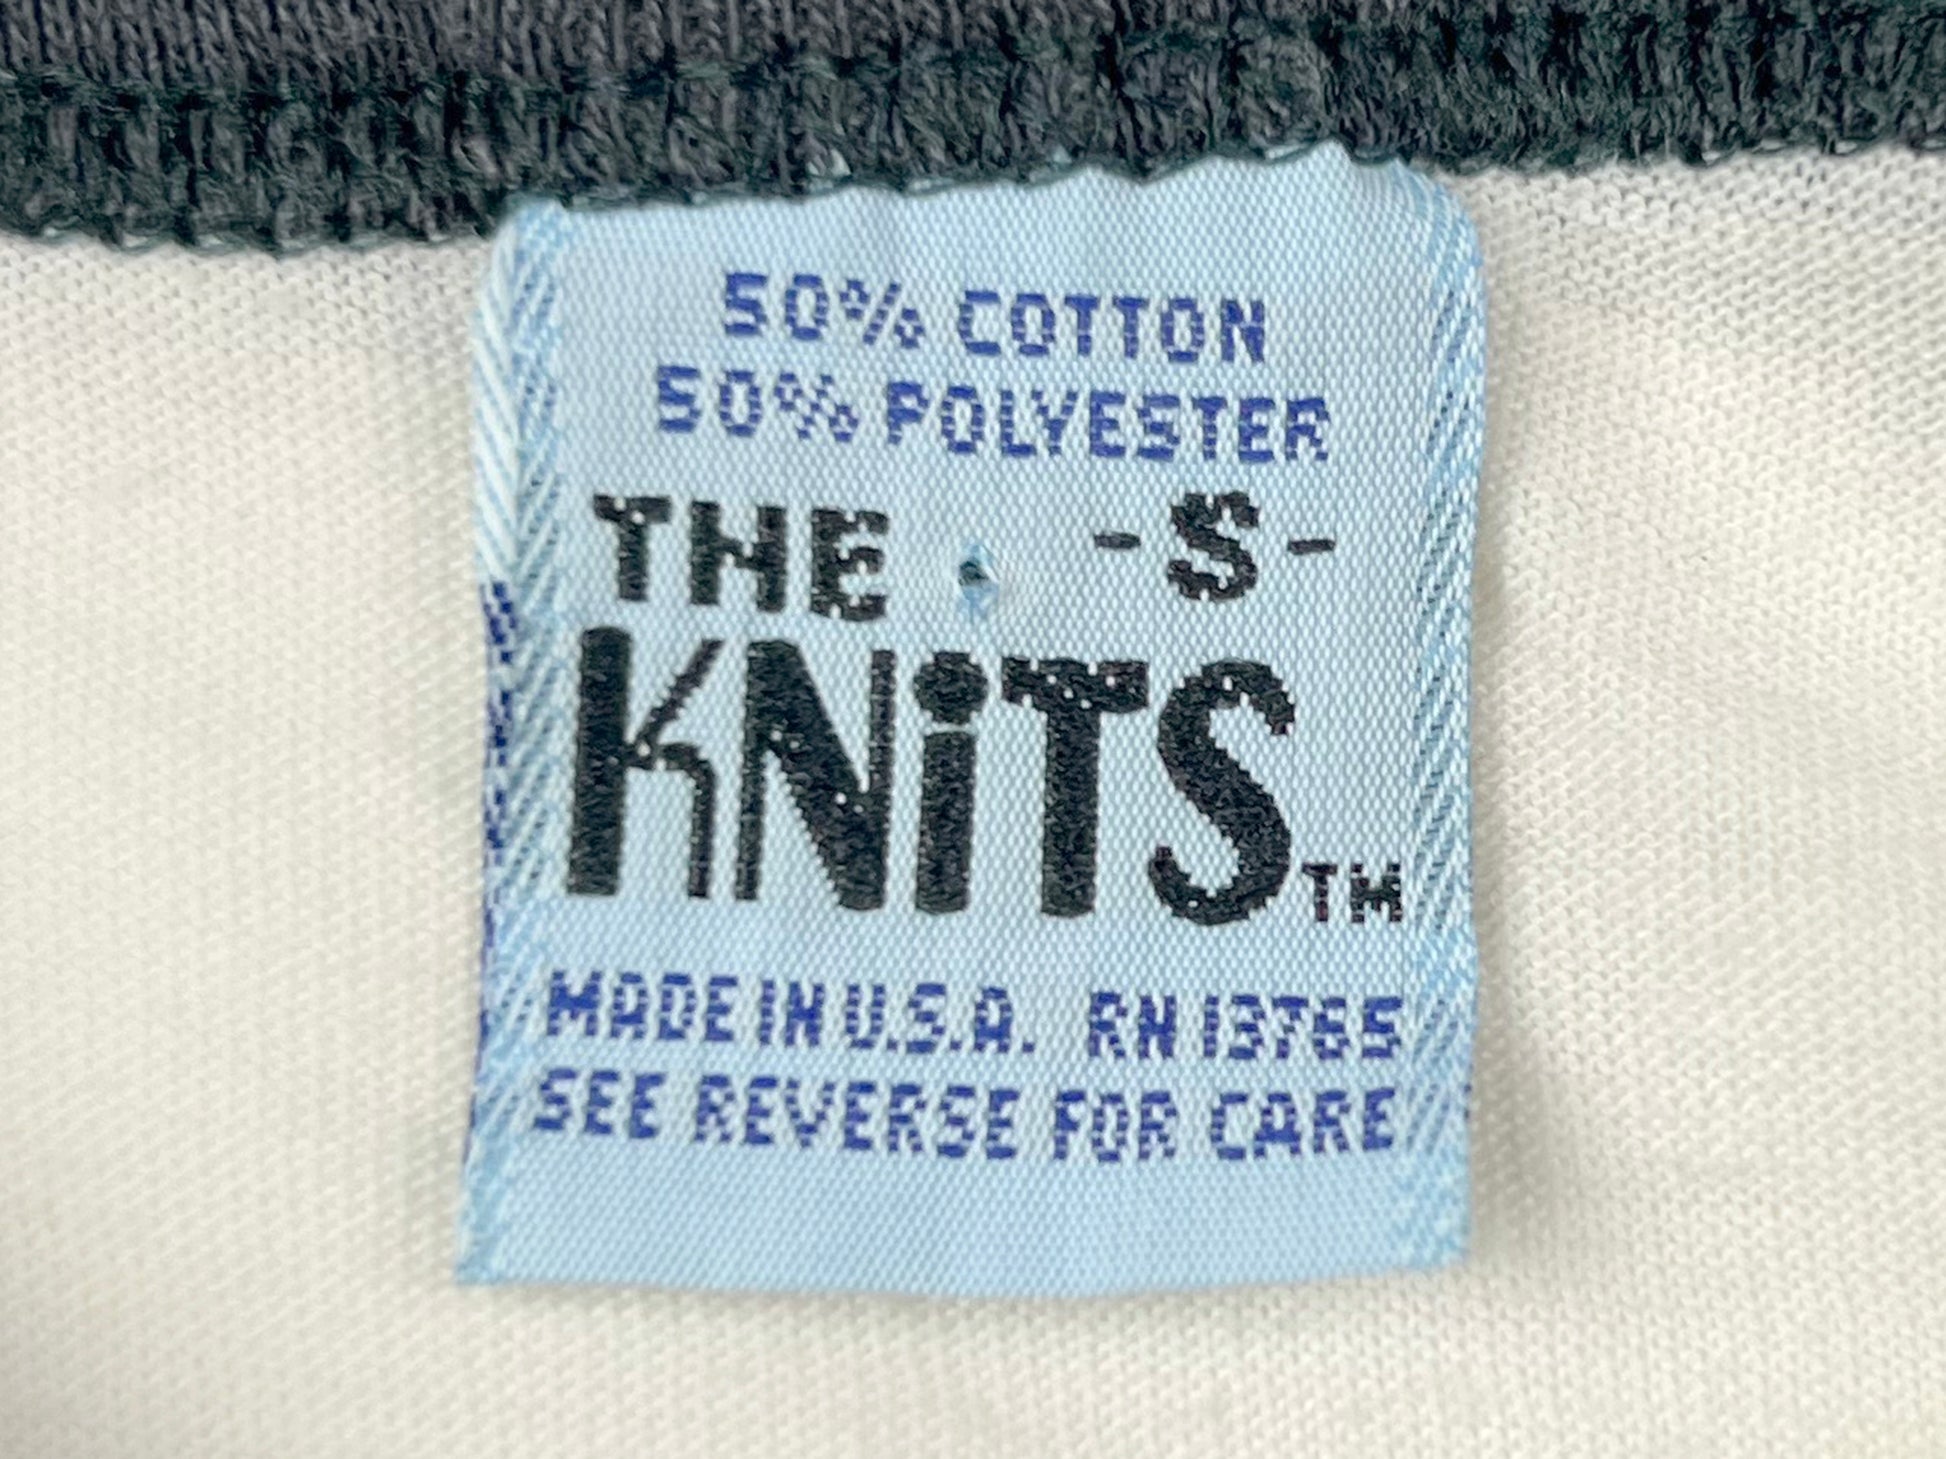 50% COTTON
50% POLYESTER
THE -S-
KNiTS TM
MADE IN U.S.A. RN 13765
SEE REVERSE FOR CARE